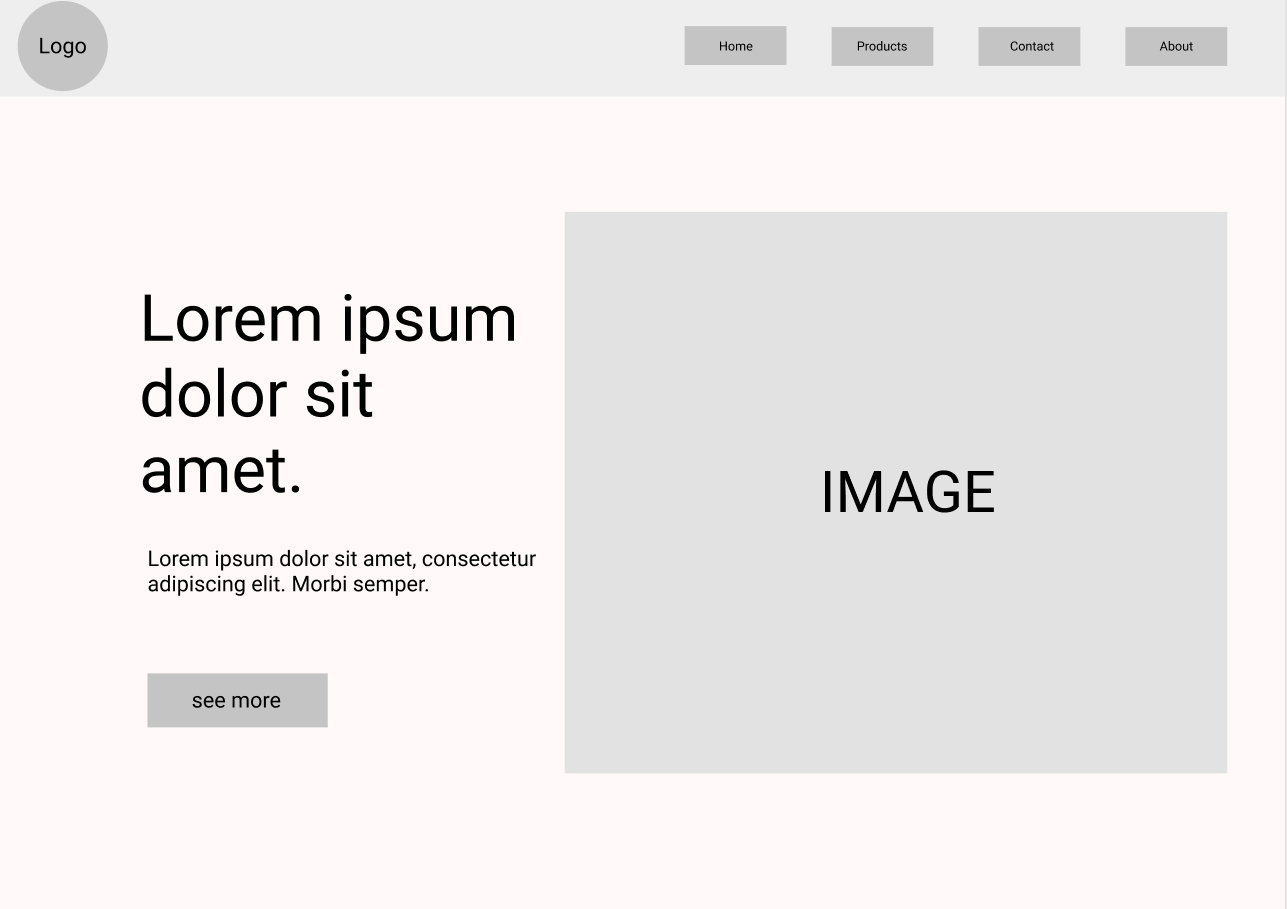 Logo
Home
Products
Contact
About
Lorem ipsum
dolor sit
amet.
Lorem ipsum dolor sit amet, consectetur
adipiscing elit. Morbi semper.
see more
IMAGE